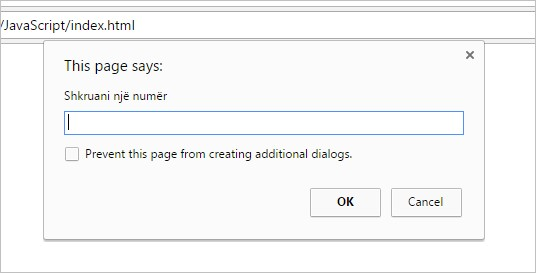 /JavaScript/index.html
This page says:
Shkruani një numër
Prevent this page from creating additional dialogs.
OK
Cancel